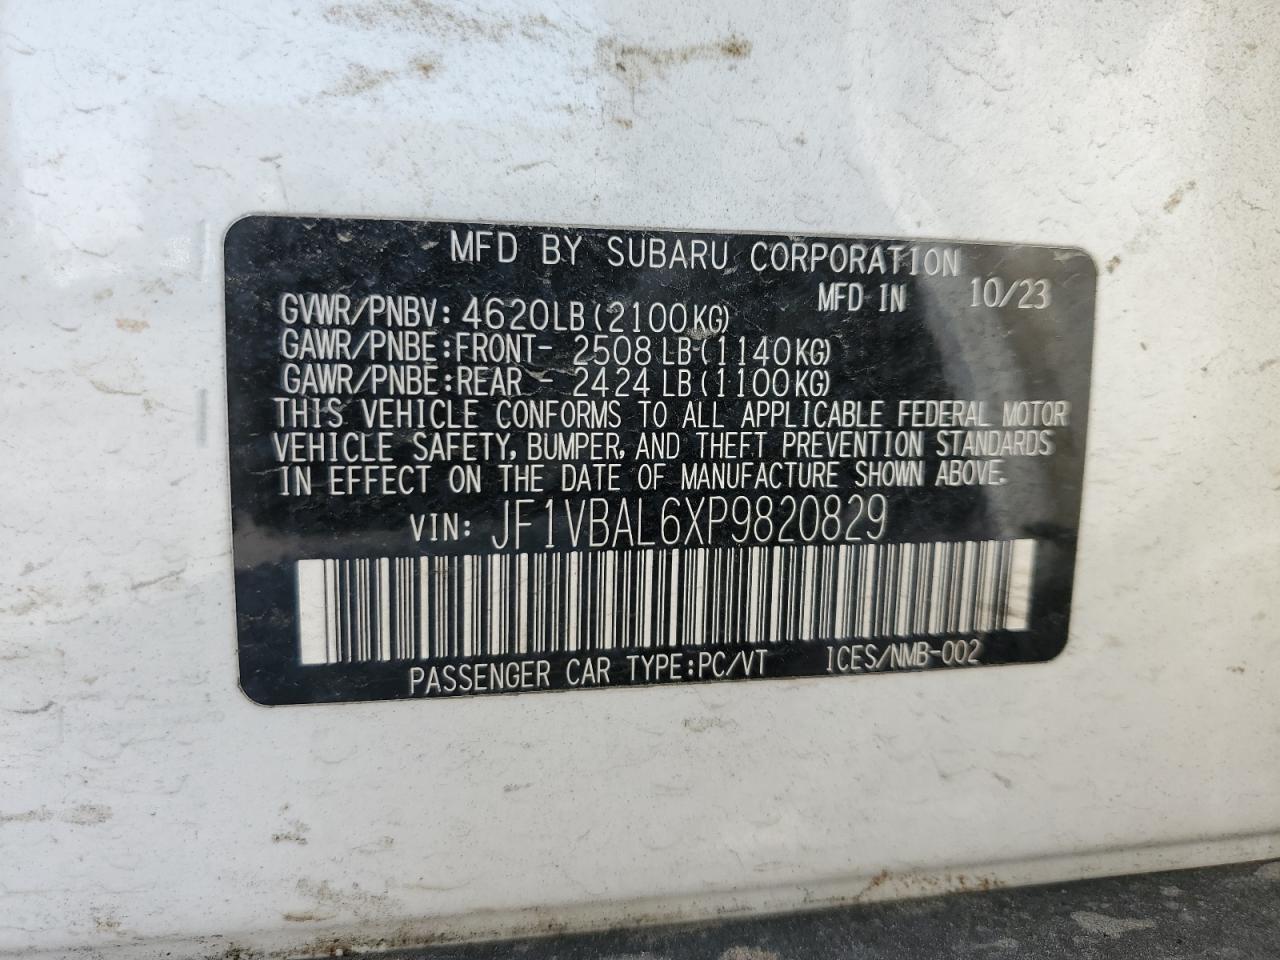 MFD BY SUBARU CORPORATION
MFD IN 10/23
GVWR/PNBV: 4620LB(2100KG)
GAWR/PNBE:FRONT- 2508 LB(1140KG)
GAWR/PNBE:REAR - 2424 LB(1100KG)
THIS VEHICLE CONFORMS TO ALL APPLICABLE FEDERAL MOTOR
VEHICLE SAFETY, BUMPER, AND THEFT PREVENTION STANDARDS
IN EFFECT ON THE DATE OF MANUFACTURE SHOWN ABOVE.
VIN: JF1VBAL6XP9820829
PASSENGER CAR TYPE:PC/VT ICES/NMB-002